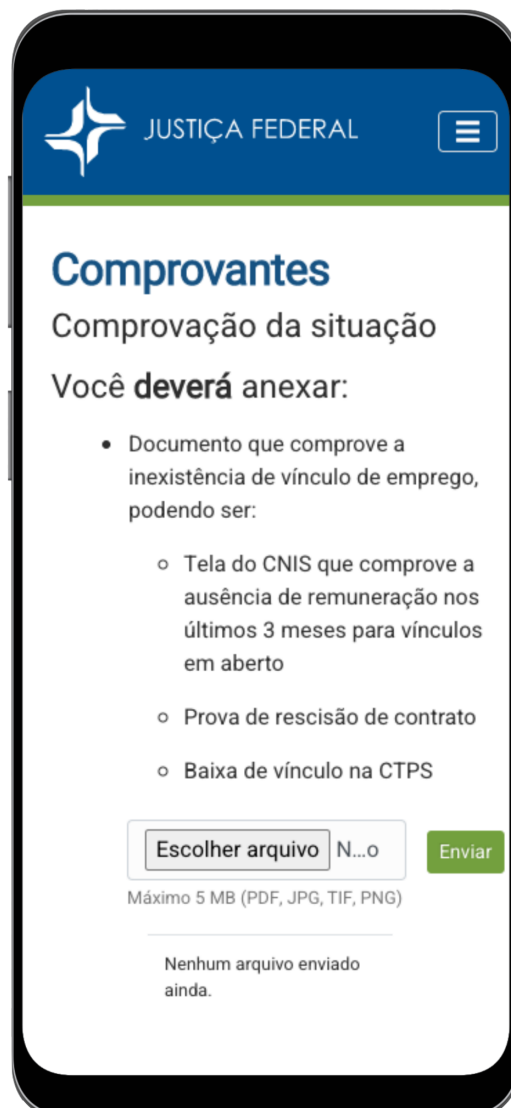 JUSTIÇA FEDERAL
Comprovantes
Comprovação da situação
Você deverá anexar:
Documento que comprove a
inexistência de vínculo de emprego,
podendo ser:
Tela do CNIS que comprove a
ausência de remuneração nos
últimos 3 meses para vínculos
em aberto
Prova de rescisão de contrato
Baixa de vínculo na CTPS
Escolher arquivo N...o Enviar
Máximo 5 MB (PDF, JPG, TIF, PNG)
Nenhum arquivo enviado
ainda.